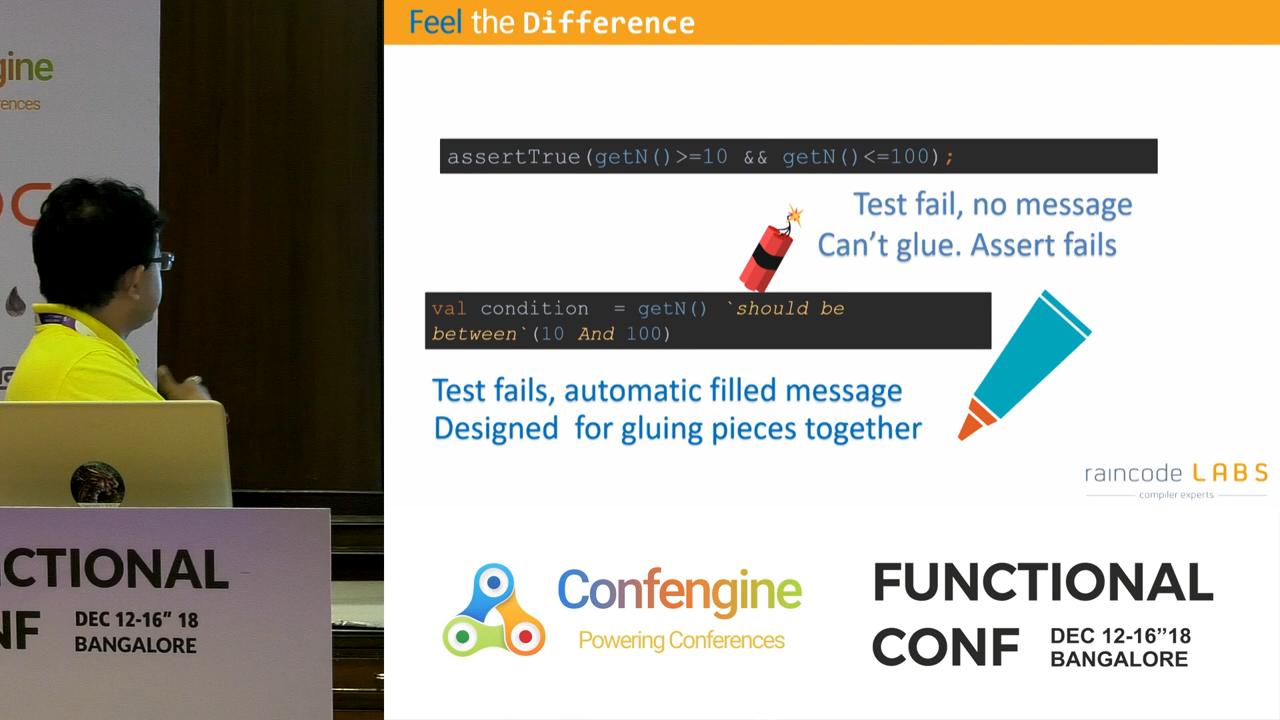 Feel the Difference
assertTrue(getN()>=10 && getN()<=100);
Test fail, no message
Can't glue. Assert fails
val condition  = getN() `should be
between`(10 And 100)
Test fails, automatic filled message
Designed  for gluing pieces together
raincode LABS
compiler experts
Confengine
Powering Conferences
FUNCTIONAL
CONF
DEC 12-16”18
BANGALORE
gine
ences
CTIONAL
NF
DEC 12-16” 18
BANGALORE